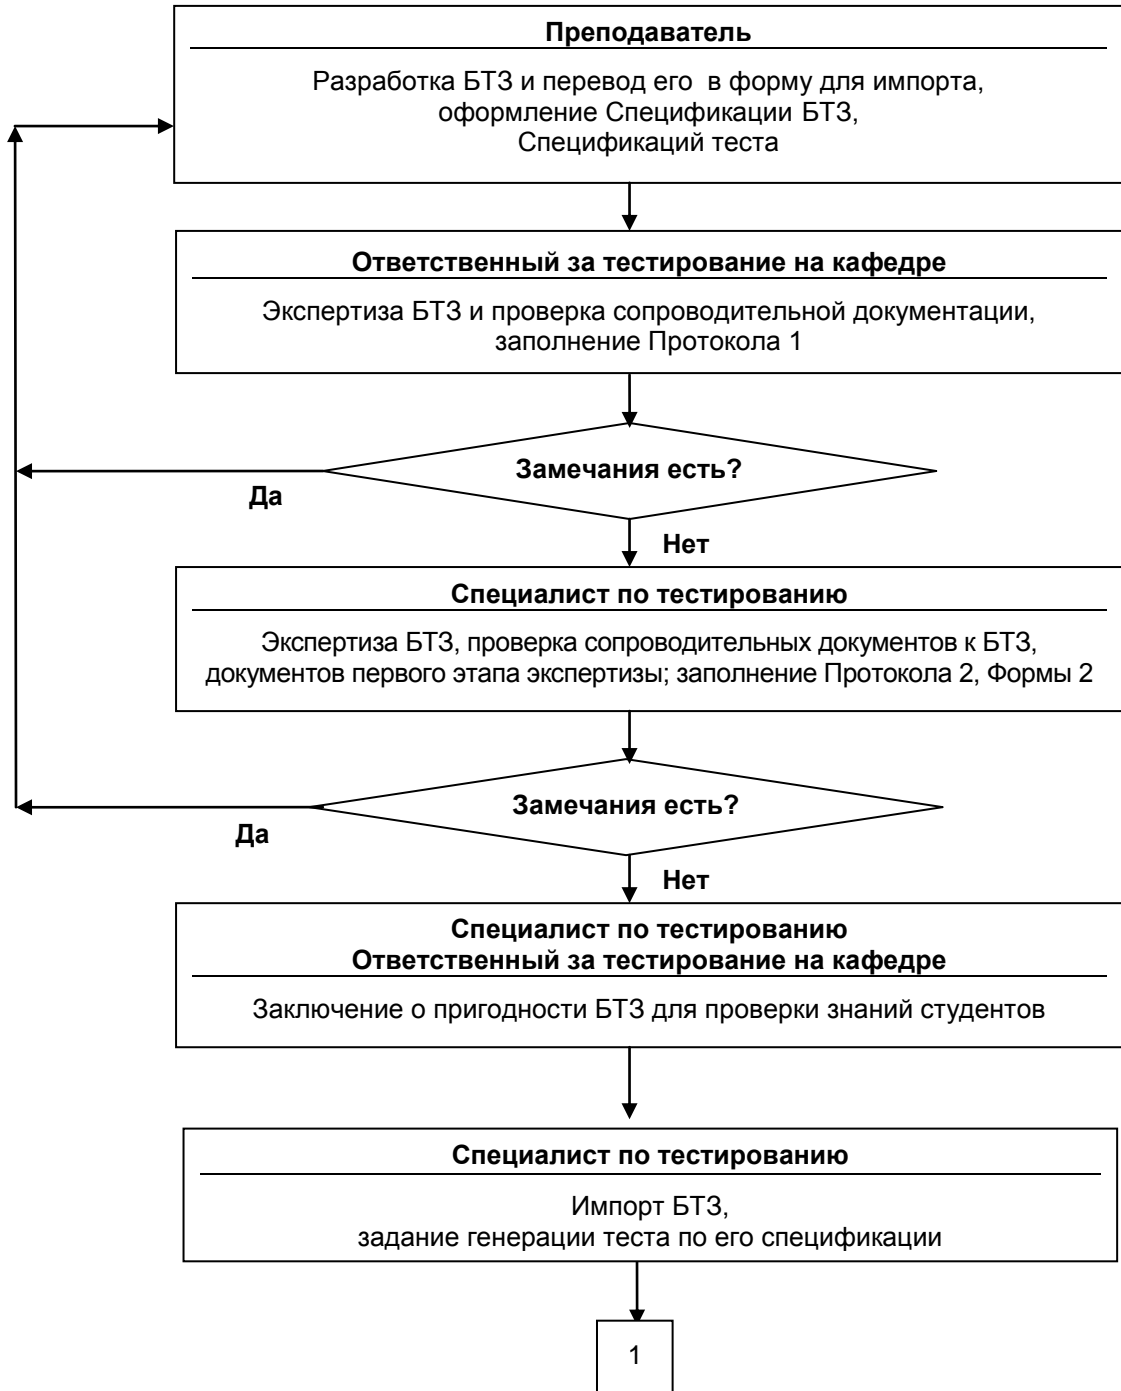 Преподаватель
Разработка БТЗ и перевод его в форму для импорта,
оформление Спецификации БТЗ,
Спецификаций теста
Ответственный за тестирование на кафедре
Экспертиза БТЗ и проверка сопроводительной документации,
заполнение Протокола 1
Замечания есть?
Да
Нет
Специалист по тестированию
Экспертиза БТЗ, проверка сопроводительных документов к БТЗ,
документов первого этапа экспертизы; заполнение Протокола 2, Формы 2
Замечания есть?
Да
Нет
Специалист по тестированию
Ответственный за тестирование на кафедре
Заключение о пригодности БТЗ для проверки знаний студентов
Специалист по тестированию
Импорт БТЗ,
задание генерации теста по его спецификации
1